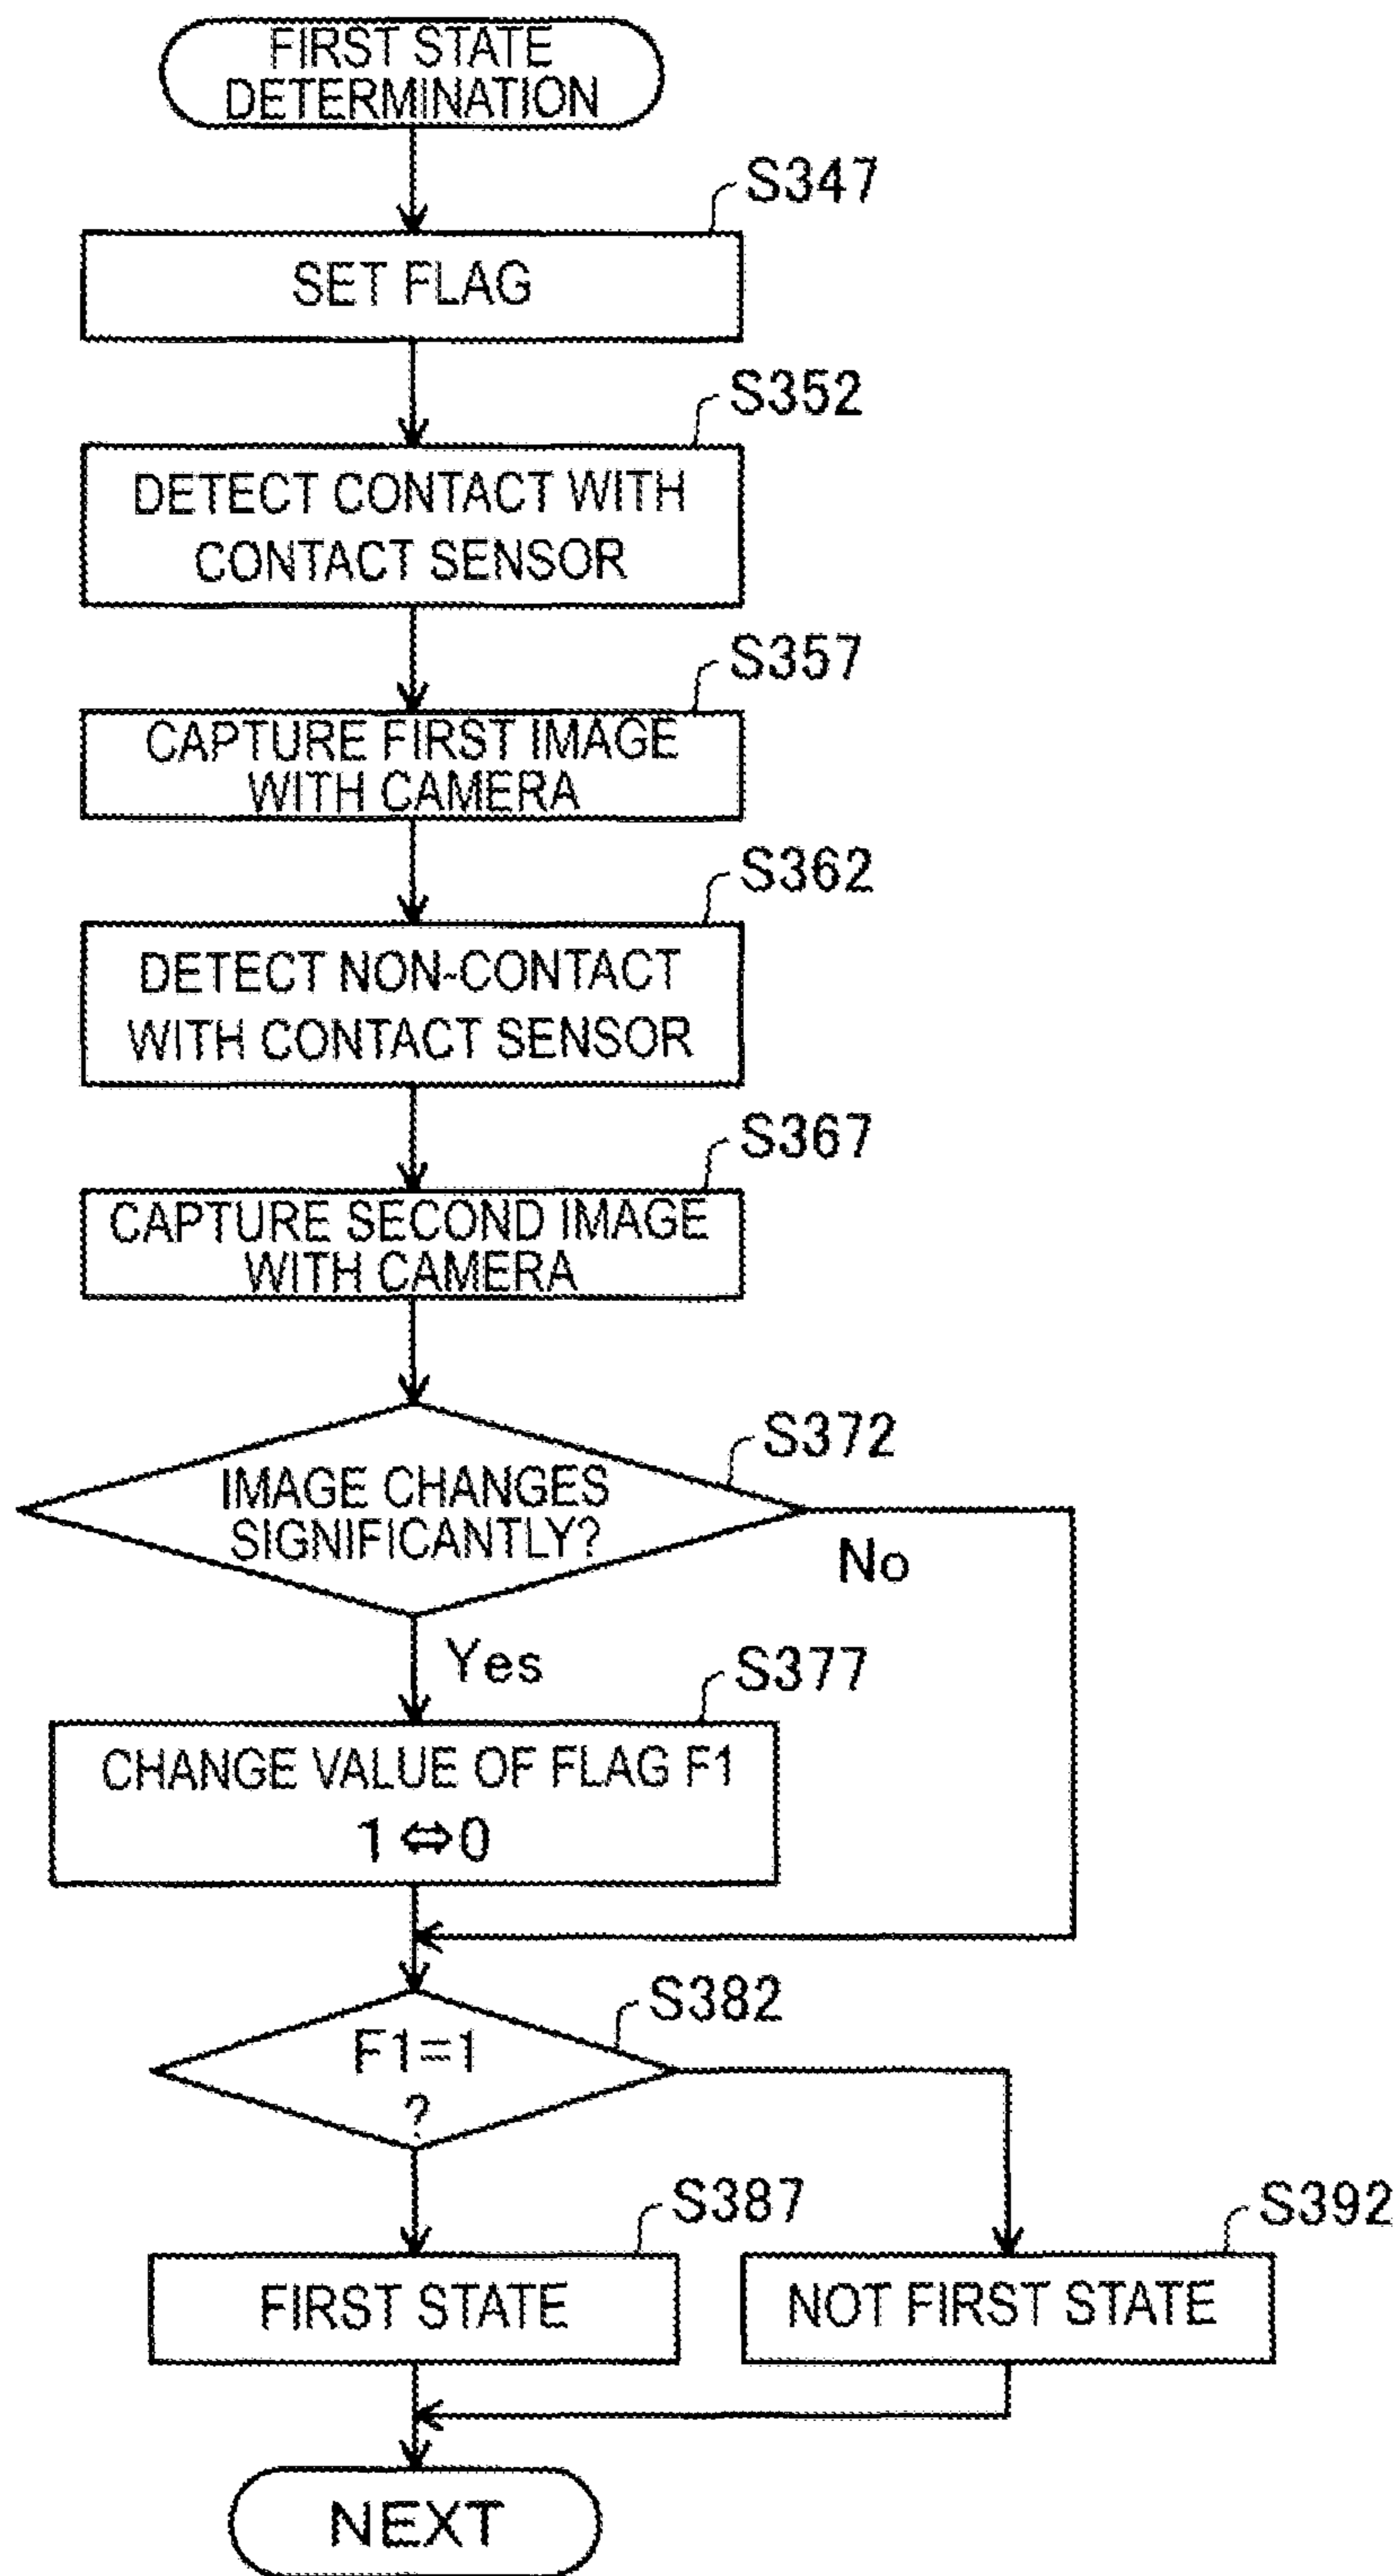 FIRST STATE
DETERMINATION
S347
SET FLAG
S352
DETECT CONTACT WITH
CONTACT SENSOR
S357
CAPTURE FIRST IMAGE
WITH CAMERA
S362
DETECT NON-CONTACT
WITH CONTACT SENSOR
S367
CAPTURE SECOND IMAGE
WITH CAMERA
S372
IMAGE CHANGES
SIGNIFICANTLY?
No
Yes
S377
CHANGE VALUE OF FLAG F1
1⇔0
S382
F1=1
?
S387
FIRST STATE
S392
NOT FIRST STATE
NEXT